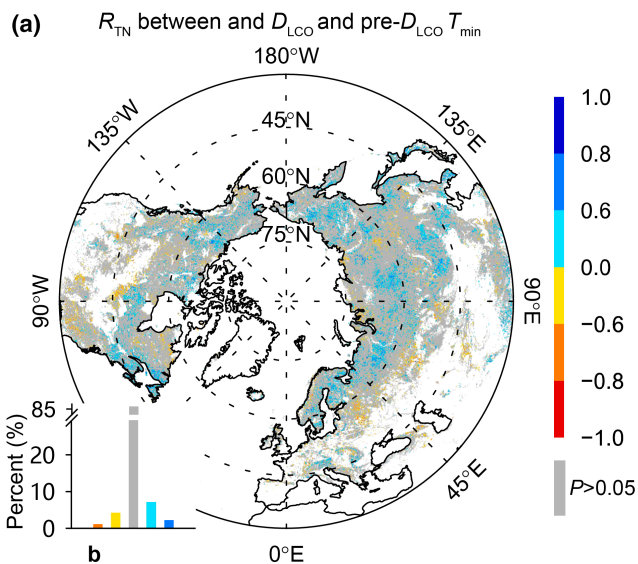 (a) R_TN between and D_LCO and pre-D_LCO T_min
180°W
135°W
45°N
135°E
60°N
75°N
90°W
90°E
45°E
0°E
1.0
0.8
0.6
0.0
−0.6
−0.8
−1.0
P>0.05
85
20
10
0
Percent (%)
b